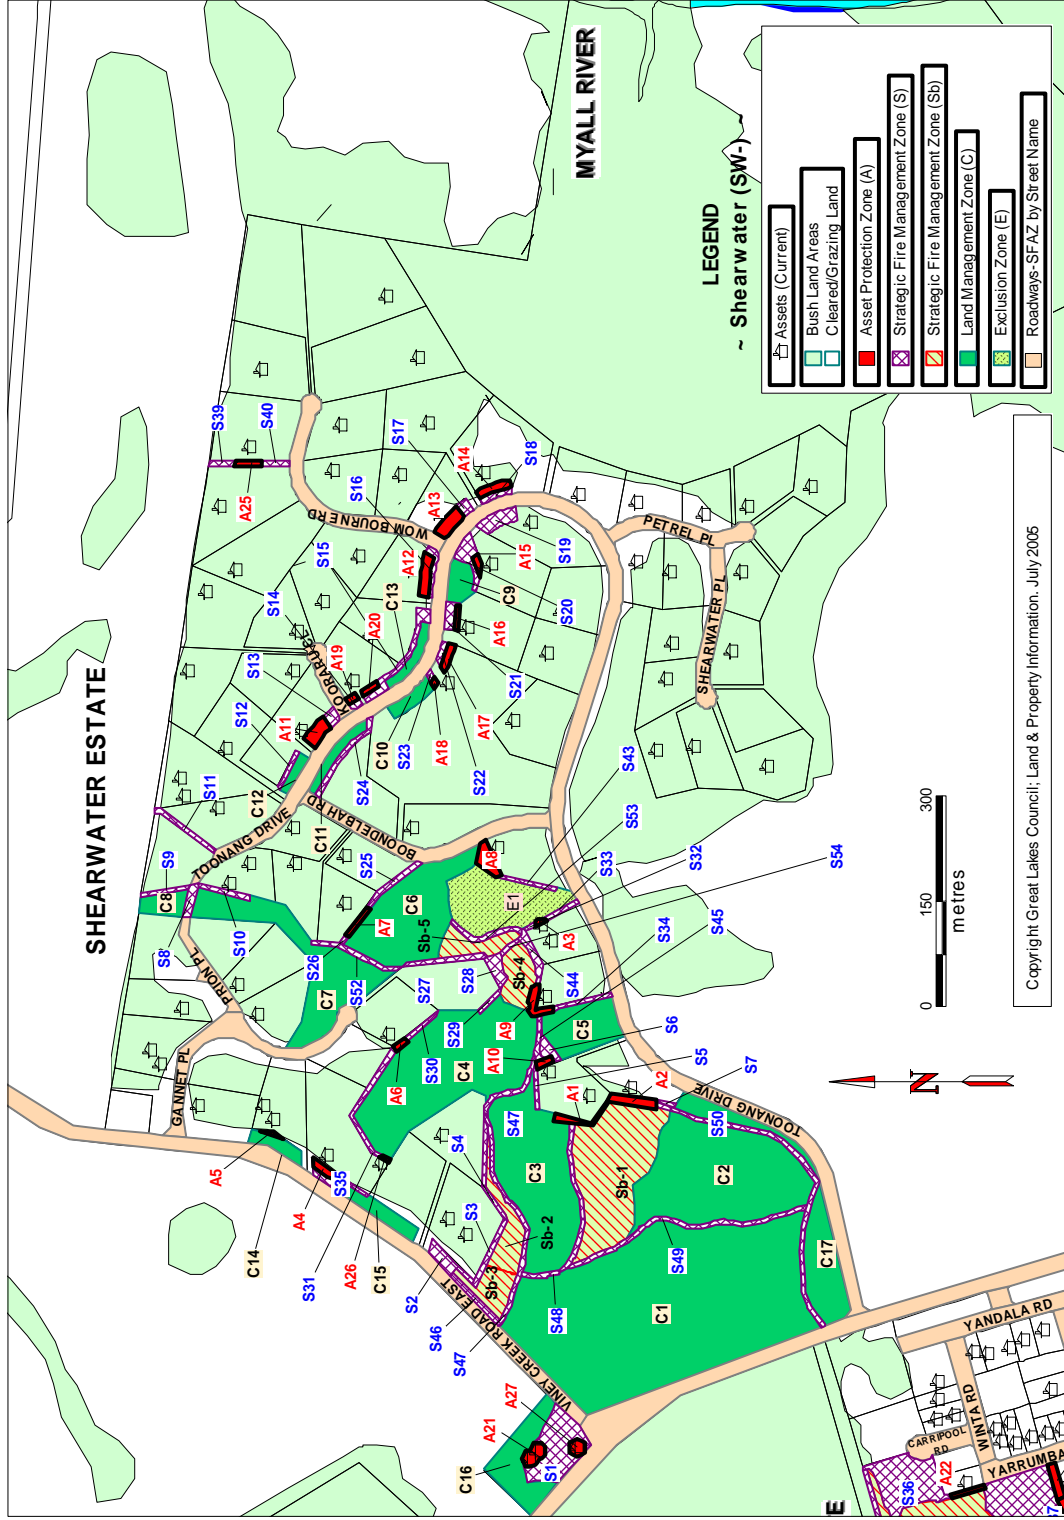 SHEARWATER ESTATE
MYALL RIVER
LEGEND
~ Shearwater (SW-) ~
Assets (Current)
Bush Land Areas
Cleared/Grazing Land
Asset Protection Zone (A)
Strategic Fire Management Zone (S)
Strategic Fire Management Zone (Sb)
Land Management Zone (C)
Exclusion Zone (E)
Roadways-SFAZ by Street Name
Copyright Great Lakes Council; Land & Property Information. July 2005
0 150 300
metres
N
GANNET PL
PRION PL
TOONANG DRIVE
BOONDELBAH RD
KOORARU CL
WOMBOURNE RD
PETREL PL
SHEARWATER PL
TOONANG DRIVE
VINEY CREEK ROAD EAST
YANDALA RD
WINTA RD
CARRIPOOL RD
YARRUMBA
E
S39
S40
A25
S17
A14
S18
S16
A13
A12
S15
A20
C13
S14
A19
S13
S12
A11
S11
S9
C8
S8
S10
C12
C11
S24
C10
S23
A18
S22
A17
S21
A16
C9
S20
A15
S19
S25
C6
A7
S26
C7
S52
S27
Sb-5
E1
A8
S43
S53
S33
S32
S54
A3
S44
Sb-4
S28
S29
A9
S34
S45
C5
S6
S5
S7
A10
C4
S30
A6
A1
A2
S50
S47
C3
Sb-1
C2
S49
S4
S3
Sb-2
Sb-3
S48
C1
C17
A5
A4
S35
C14
S31
A26
C15
S2
S46
S47
A27
A21
S1
C16
S36
A22
7